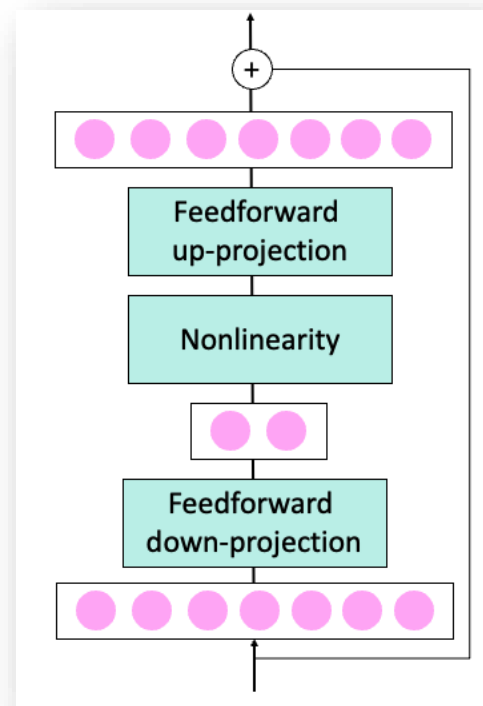 +
Feedforward
up-projection
Nonlinearity
Feedforward
down-projection